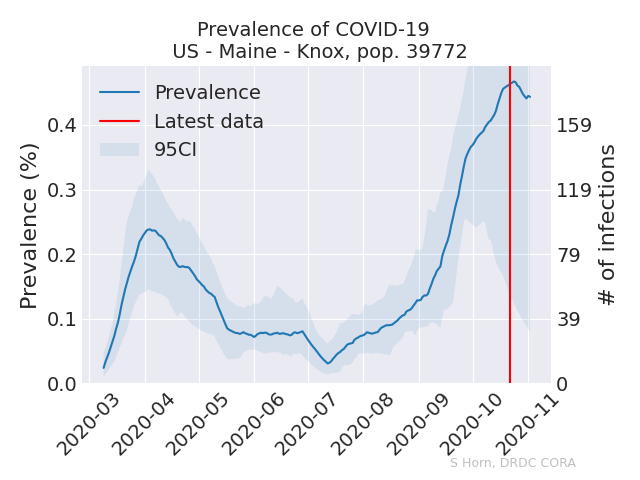 Prevalence of COVID-19
US - Maine - Knox, pop. 39772
Prevalence
Latest data
95CI
Prevalence (%)
0.4
0.3
0.2
0.1
0.0
159
119
79
39
0
# of infections
2020-03
2020-04
2020-05
2020-06
2020-07
2020-08
2020-09
2020-10
2020-11
S Horn, DRDC CORA